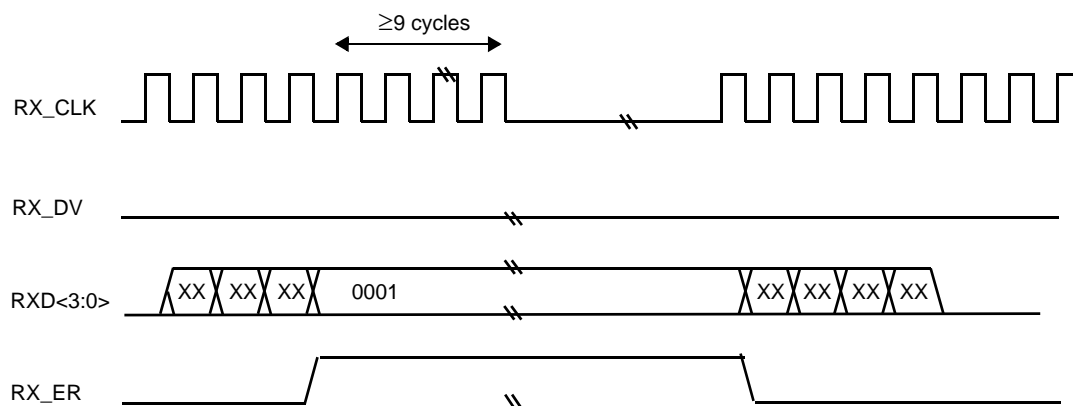 ≥9 cycles
RX_CLK
RX_DV
RXD<3:0>
XX XX XX 0001 XX XX XX XX
RX_ER